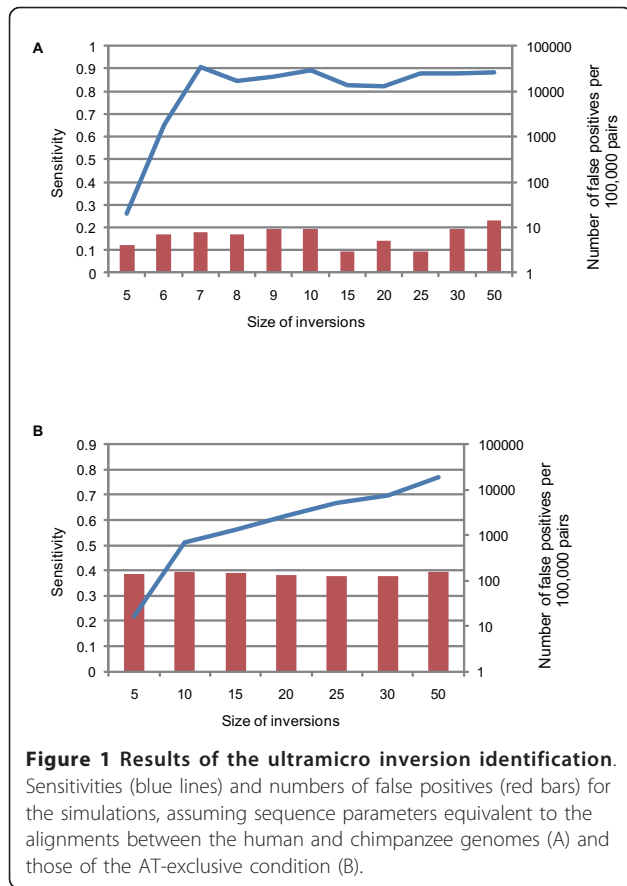 A
Sensitivity
1
0.9
0.8
0.7
0.6
0.5
0.4
0.3
0.2
0.1
0
100000
10000
1000
100
10
1
Number of false positives per
100,000 pairs
5 6 7 8 9 10 15 20 25 30 50
Size of inversions
B
Sensitivity
0.9
0.8
0.7
0.6
0.5
0.4
0.3
0.2
0.1
0
100000
10000
1000
100
10
1
Number of false positives per
100,000 pairs
5 10 15 20 25 30 50
Size of inversions
Figure 1 Results of the ultramicro inversion identification.
Sensitivities (blue lines) and numbers of false positives (red bars) for
the simulations, assuming sequence parameters equivalent to the
alignments between the human and chimpanzee genomes (A) and
those of the AT-exclusive condition (B).